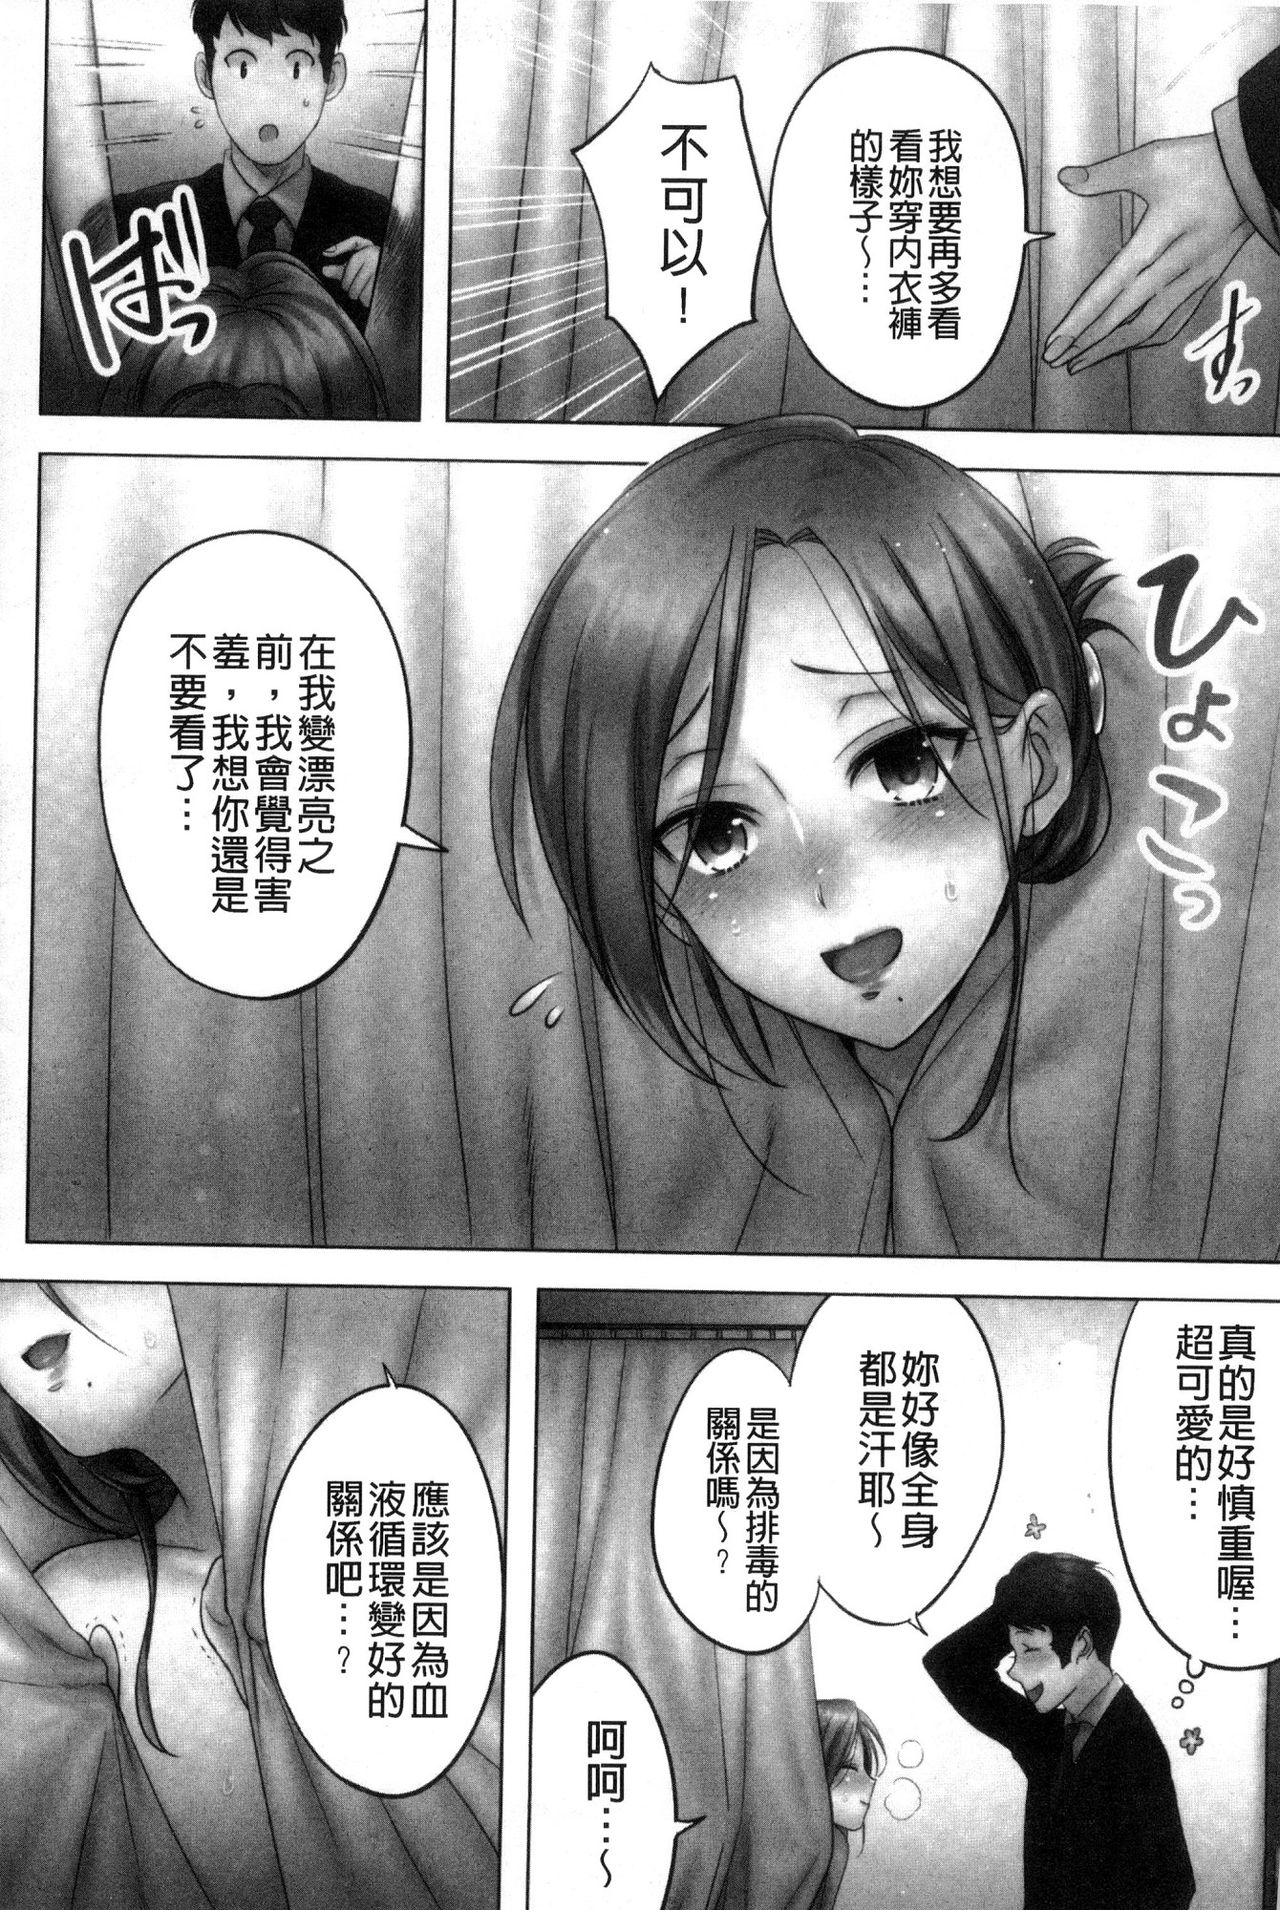 我想要再多看
看妳穿內衣褲
的樣子～…
すっ
不可以！
ばっ
ひょこっ
在我變漂亮之
前，我會覺得害
羞，我想你還是
不要看了…
真的是好慎重喔…
超可愛的…
妳好像全身
都是汗耶～
是因為排毒的
關係嗎～？
呵呵…～
應該是因為血
液循環變好的
關係吧…？